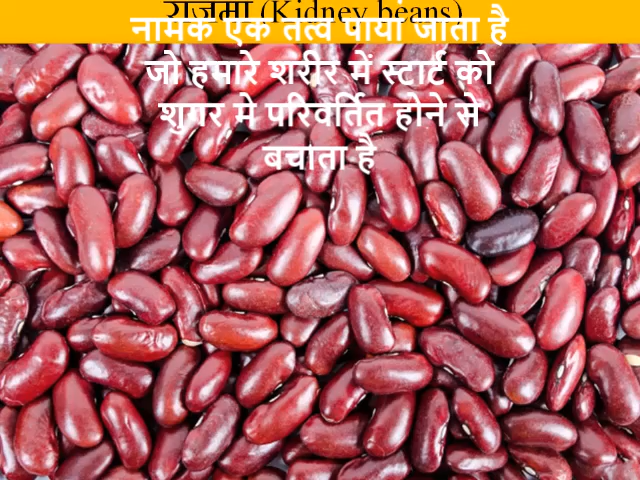 राजमा (Kidney beans)
नामक एक तत्व पाया जाता है
जो हमारे शरीर में स्टार्च को
शुगर मे परिवर्तित होने से
बचाता है